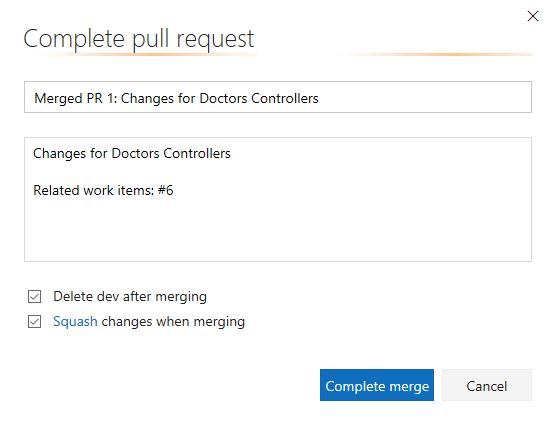 Complete pull request
Merged PR 1: Changes for Doctors Controllers
Changes for Doctors Controllers
Related work items: #6
Delete dev after merging
Squash changes when merging
Complete merge
Cancel